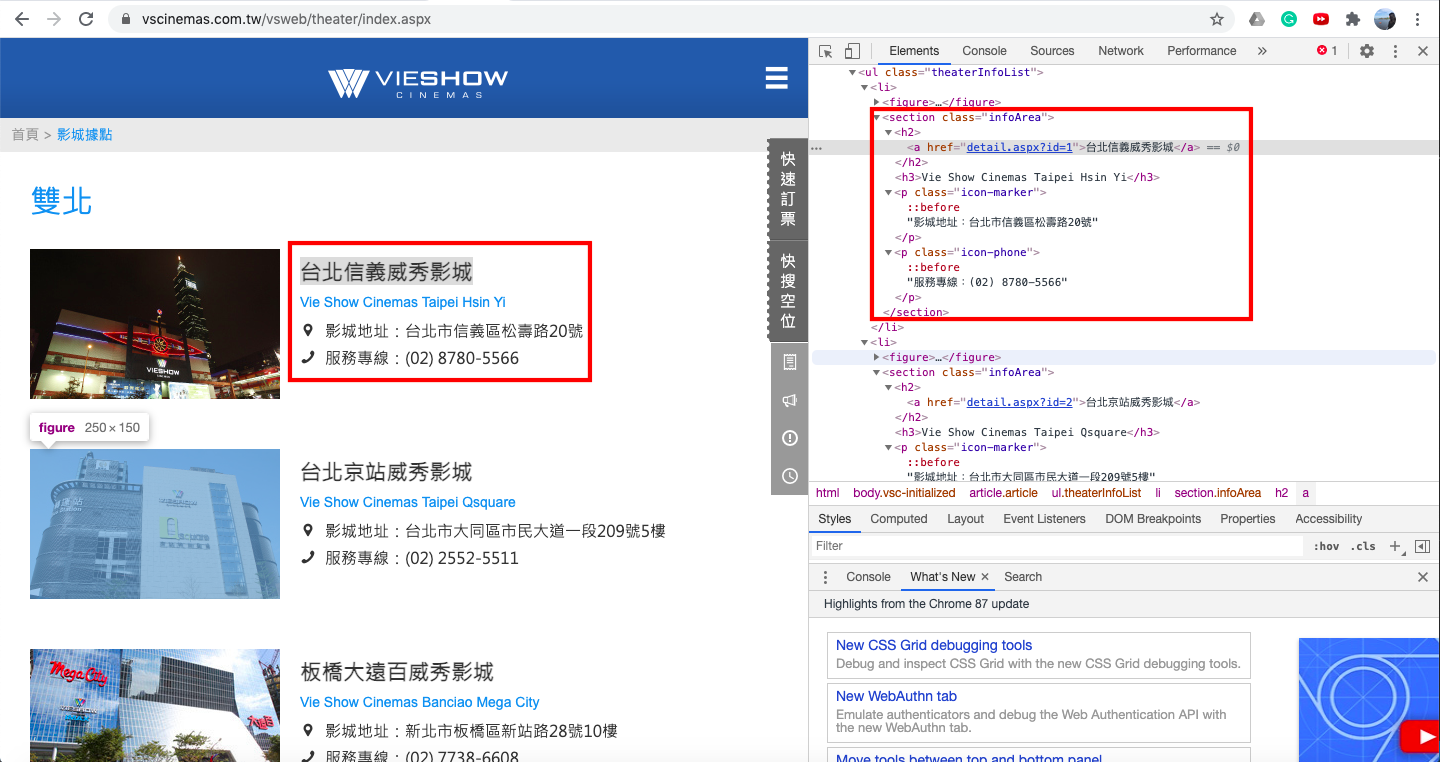 vscinemas.com.tw/vsweb/theater/index.aspx
VIESHOW
CINEMAS
首頁 > 影城據點
雙北
台北信義威秀影城
Vie Show Cinemas Taipei Hsin Yi
影城地址：台北市信義區松壽路20號
服務專線：(02) 8780-5566
快速訂票
快搜空位
VIESHOW
figure 250 × 150
台北京站威秀影城
Vie Show Cinemas Taipei Qsquare
影城地址：台北市大同區市民大道一段209號5樓
服務專線：(02) 2552-5511
Mega City
板橋大遠百威秀影城
Vie Show Cinemas Banciao Mega City
影城地址：新北市板橋區新站路28號10樓
服務專線：(02) 7738-6608
Elements Console Sources Network Performance » 1
<ul class="theaterInfoList">
<li>
<figure>…</figure>
<section class="infoArea">
<h2>
<a href="detail.aspx?id=1">台北信義威秀影城</a> == $0
</h2>
<h3>Vie Show Cinemas Taipei Hsin Yi</h3>
<p class="icon-marker">
::before
"影城地址：台北市信義區松壽路20號"
</p>
<p class="icon-phone">
::before
"服務專線：(02) 8780-5566"
</p>
</section>
</li>
<li>
<figure>…</figure>
<section class="infoArea">
<h2>
<a href="detail.aspx?id=2">台北京站威秀影城</a>
</h2>
<h3>Vie Show Cinemas Taipei Qsquare</h3>
<p class="icon-marker">
::before
"影城地址：台北市大同區市民大道一段209號5樓"
html body.vsc-initialized article.article ul.theaterInfoList li section.infoArea h2 a
Styles Computed Layout Event Listeners DOM Breakpoints Properties Accessibility
Filter :hov .cls +
Console What's New × Search
Highlights from the Chrome 87 update
New CSS Grid debugging tools
Debug and inspect CSS Grid with the new CSS Grid debugging tools.
New WebAuthn tab
Emulate authenticators and debug the Web Authentication API with
the new WebAuthn tab.
Move tools between top and bottom panel